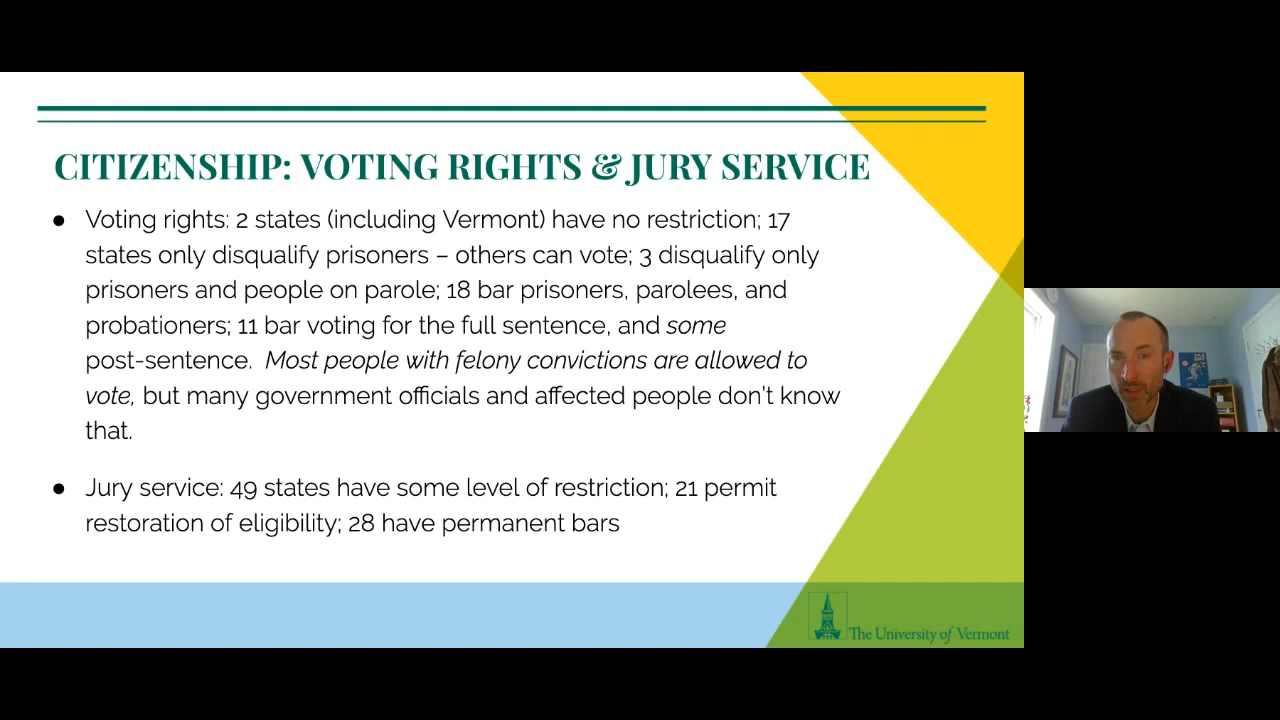 CITIZENSHIP: VOTING RIGHTS & JURY SERVICE
● Voting rights: 2 states (including Vermont) have no restriction; 17
states only disqualify prisoners – others can vote; 3 disqualify only
prisoners and people on parole; 18 bar prisoners, parolees, and
probationers; 11 bar voting for the full sentence, and some
post-sentence. Most people with felony convictions are allowed to
vote, but many government officials and affected people don't know
that.
● Jury service: 49 states have some level of restriction; 21 permit
restoration of eligibility; 28 have permanent bars
The University of Vermont